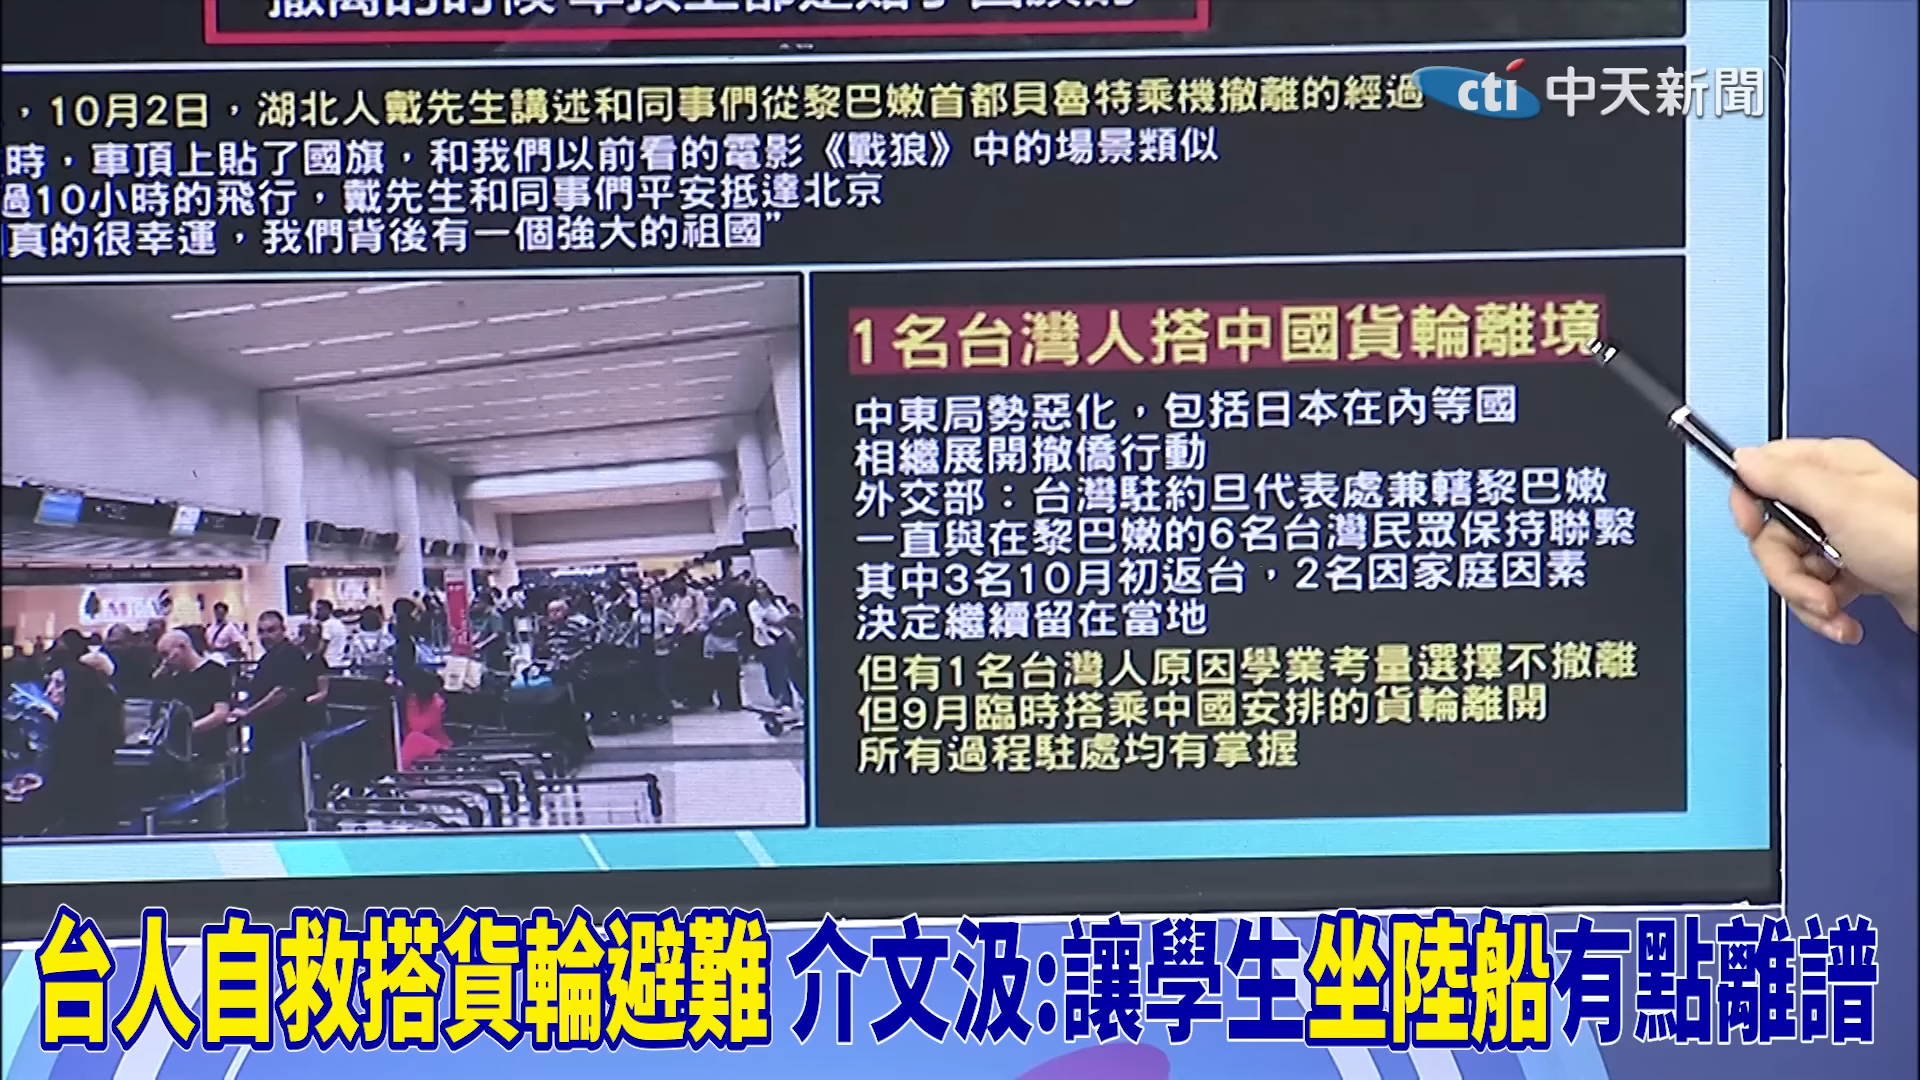 ，10月2日，湖北人戴先生講述和同事們從黎巴嫩首都貝魯特乘機撤離的經過
cti 中天新聞
時，車頂上貼了國旗，和我們以前看的電影《戰狼》中的場景類似
過10小時的飛行，戴先生和同事們平安抵達北京
真的很幸運，我們背後有一個強大的祖國”
1名台灣人搭中國貨輪離境
中東局勢惡化，包括日本在內等國
相繼展開撤僑行動
外交部：台灣駐約旦代表處兼轄黎巴嫩
一直與在黎巴嫩的6名台灣民眾保持聯繫
其中3名10月初返台，2名因家庭因素
決定繼續留在當地
但有1名台灣人原因學業考量選擇不撤離
但9月臨時搭乘中國安排的貨輪離開
所有過程駐處均有掌握
台人自救搭貨輪避難 介文汲:讓學生坐陸船有點離譜